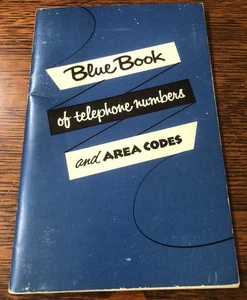 Blue Book
of telephone numbers
and AREA CODES